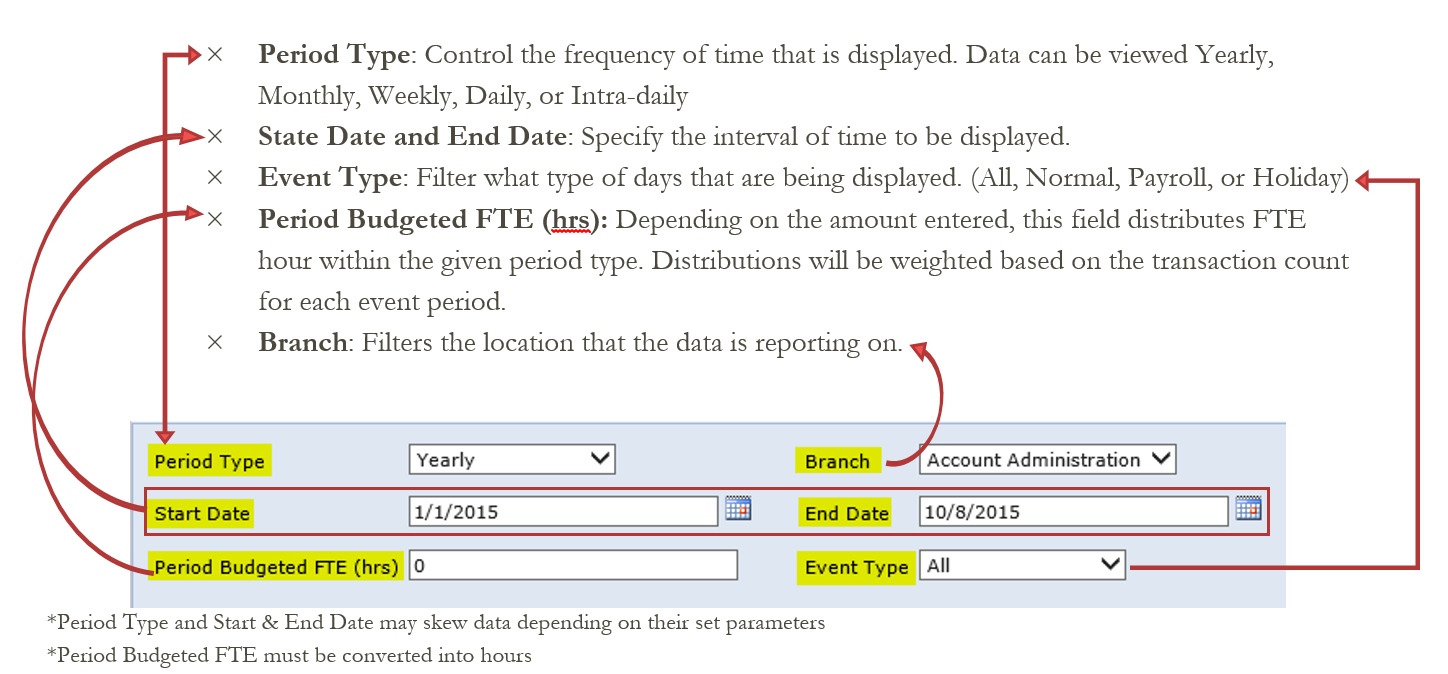 × Period Type: Control the frequency of time that is displayed. Data can be viewed Yearly,
Monthly, Weekly, Daily, or Intra-daily
× State Date and End Date: Specify the interval of time to be displayed.
× Event Type: Filter what type of days that are being displayed. (All, Normal, Payroll, or Holiday)
× Period Budgeted FTE (hrs): Depending on the amount entered, this field distributes FTE
hour within the given period type. Distributions will be weighted based on the transaction count
for each event period.
× Branch: Filters the location that the data is reporting on.
Period Type Yearly Branch Account Administration
Start Date 1/1/2015 End Date 10/8/2015
Period Budgeted FTE (hrs) 0 Event Type All
*Period Type and Start & End Date may skew data depending on their set parameters
*Period Budgeted FTE must be converted into hours